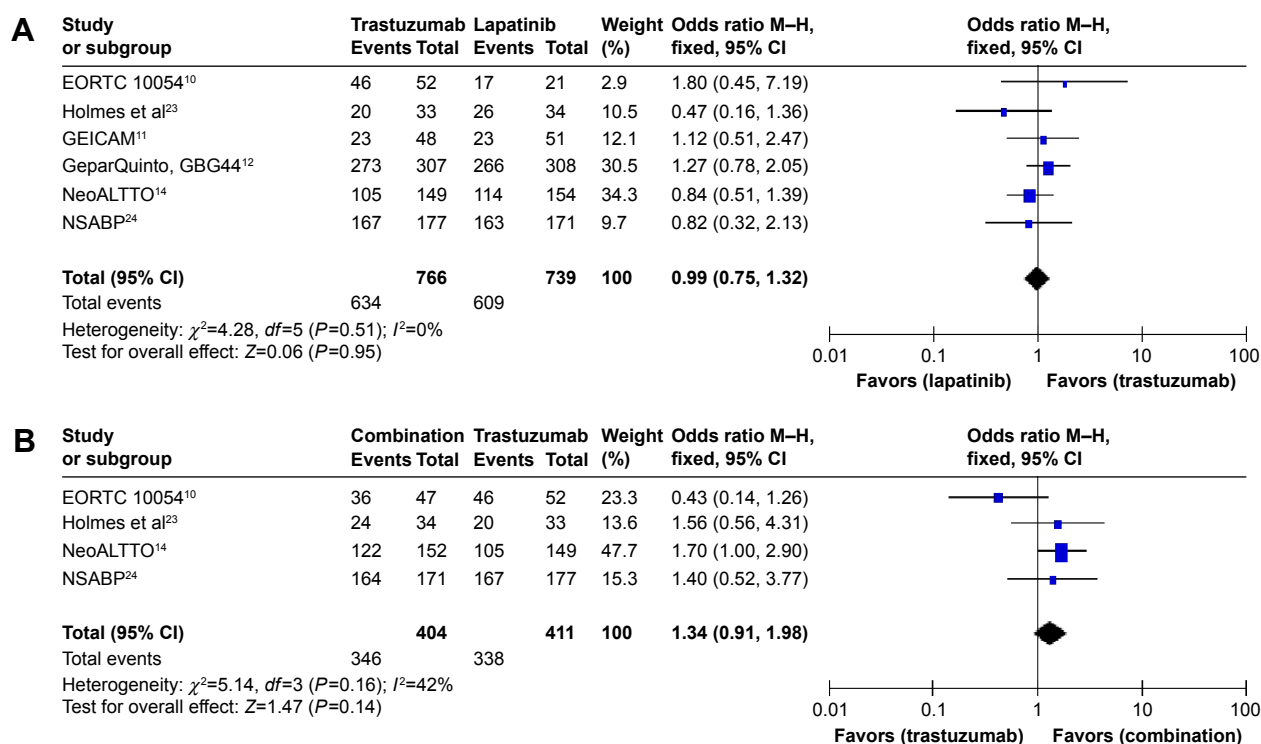 A
Study Trastuzumab Lapatinib Weight Odds ratio M–H, Odds ratio M–H,
or subgroup Events Total Events Total (%) fixed, 95% CI fixed, 95% CI
EORTC 10054¹⁰ 46 52 17 21 2.9 1.80 (0.45, 7.19)
Holmes et al²³ 20 33 26 34 10.5 0.47 (0.16, 1.36)
GEICAM¹¹ 23 48 23 51 12.1 1.12 (0.51, 2.47)
GeparQuinto, GBG44¹² 273 307 266 308 30.5 1.27 (0.78, 2.05)
NeoALTTO¹⁴ 105 149 114 154 34.3 0.84 (0.51, 1.39)
NSABP²⁴ 167 177 163 171 9.7 0.82 (0.32, 2.13)
Total (95% CI) 766 739 100 0.99 (0.75, 1.32)
Total events 634 609
Heterogeneity: χ²=4.28, df=5 (P=0.51); I²=0%
Test for overall effect: Z=0.06 (P=0.95)
0.01 0.1 1 10 100
Favors (lapatinib) Favors (trastuzumab)
B
Study Combination Trastuzumab Weight Odds ratio M–H, Odds ratio M–H,
or subgroup Events Total Events Total (%) fixed, 95% CI fixed, 95% CI
EORTC 10054¹⁰ 36 47 46 52 23.3 0.43 (0.14, 1.26)
Holmes et al²³ 24 34 20 33 13.6 1.56 (0.56, 4.31)
NeoALTTO¹⁴ 122 152 105 149 47.7 1.70 (1.00, 2.90)
NSABP²⁴ 164 171 167 177 15.3 1.40 (0.52, 3.77)
Total (95% CI) 404 411 100 1.34 (0.91, 1.98)
Total events 346 338
Heterogeneity: χ²=5.14, df=3 (P=0.16); I²=42%
Test for overall effect: Z=1.47 (P=0.14)
0.01 0.1 1 10 100
Favors (trastuzumab) Favors (combination)